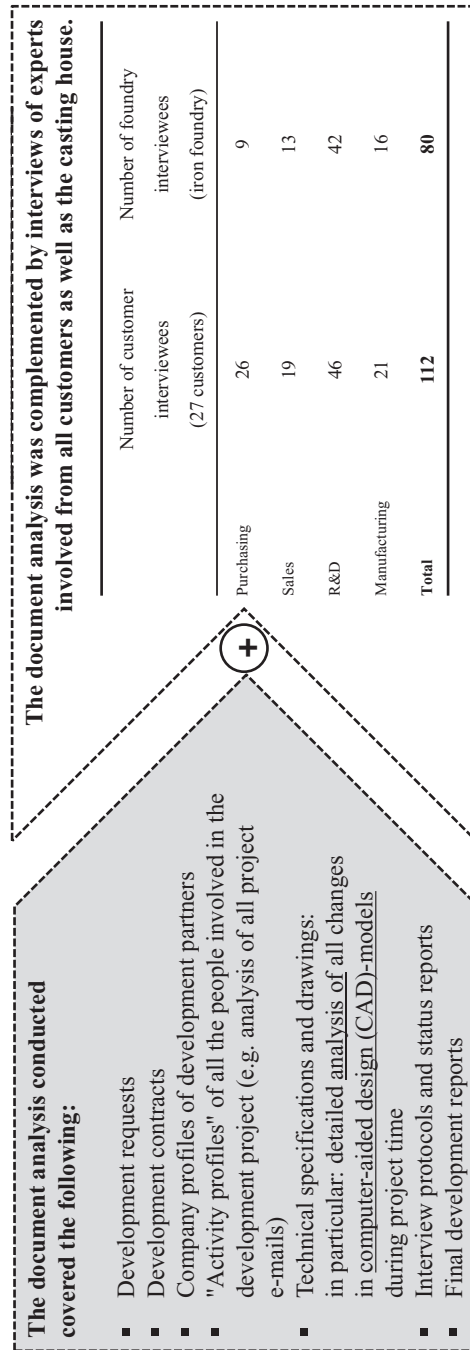 The document analysis conducted
covered the following:
▪ Development requests
▪ Development contracts
▪ Company profiles of development partners
▪ "Activity profiles" of all the people involved in the
development project (e.g. analysis of all project
e-mails)
▪ Technical specifications and drawings:
in particular: detailed analysis of all changes
in computer-aided design (CAD)-models
during project time
▪ Interview protocols and status reports
▪ Final development reports
+
The document analysis was complemented by interviews of experts
involved from all customers as well as the casting house.
Number of customer Number of foundry
interviewees interviewees
(27 customers) (iron foundry)
Purchasing 26 9
Sales 19 13
R&D 46 42
Manufacturing 21 16
Total 112 80